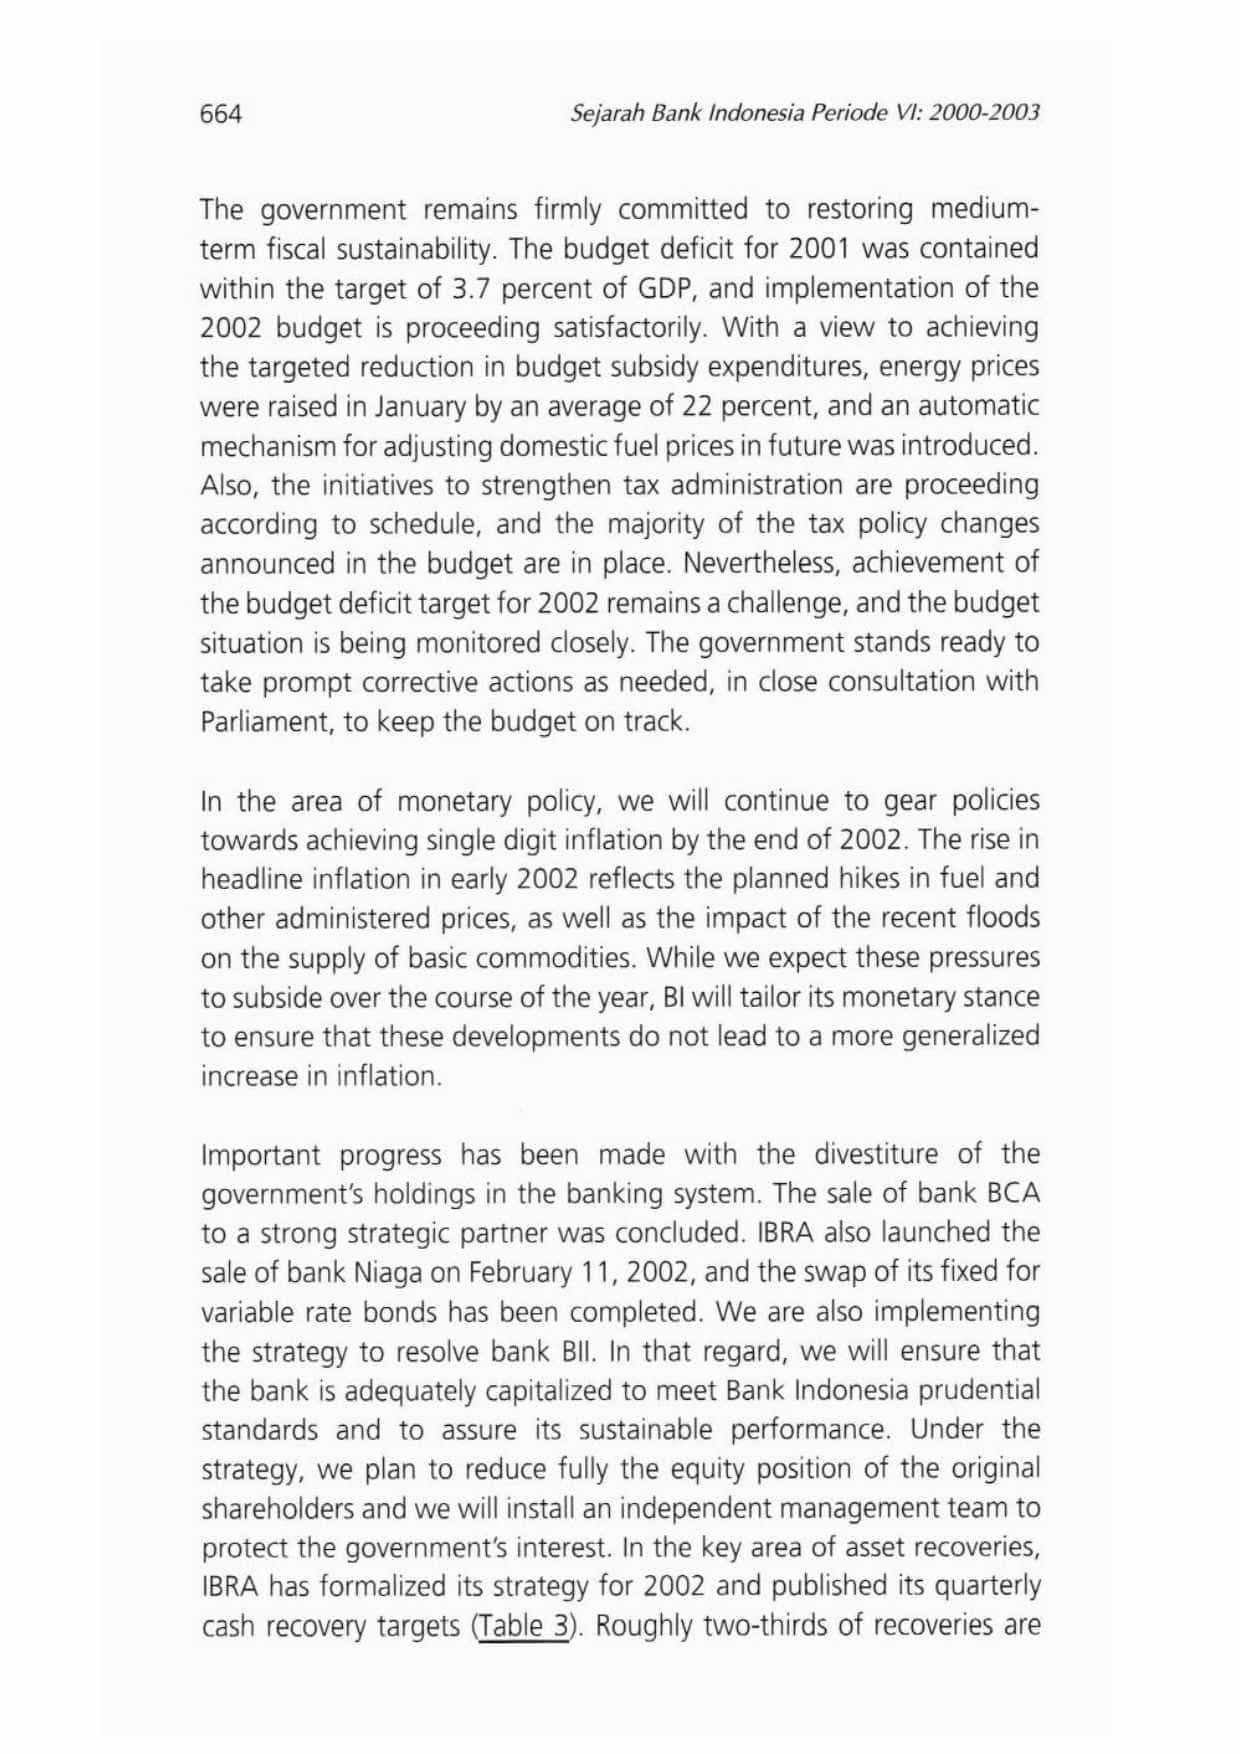 664
Sejarah Bank Indonesia Periode VI: 2000-2003
The government remains firmly committed to restoring medium-
term fiscal sustainability. The budget deficit for 2001 was contained
within the target of 3.7 percent of GDP, and implementation of the
2002 budget is proceeding satisfactorily. With a view to achieving
the targeted reduction in budget subsidy expenditures, energy prices
were raised in January by an average of 22 percent, and an automatic
mechanism for adjusting domestic fuel prices in future was introduced.
Also, the initiatives to strengthen tax administration are proceeding
according to schedule, and the majority of the tax policy changes
announced in the budget are in place. Nevertheless, achievement of
the budget deficit target for 2002 remains a challenge, and the budget
situation is being monitored closely. The government stands ready to
take prompt corrective actions as needed, in close consultation with
Parliament, to keep the budget on track.
In the area of monetary policy, we will continue to gear policies
towards achieving single digit inflation by the end of 2002. The rise in
headline inflation in early 2002 reflects the planned hikes in fuel and
other administered prices, as well as the impact of the recent floods
on the supply of basic commodities. While we expect these pressures
to subside over the course of the year, BI will tailor its monetary stance
to ensure that these developments do not lead to a more generalized
increase in inflation.
Important progress has been made with the divestiture of the
government's holdings in the banking system. The sale of bank BCA
to a strong strategic partner was concluded. IBRA also launched the
sale of bank Niaga on February 11, 2002, and the swap of its fixed for
variable rate bonds has been completed. We are also implementing
the strategy to resolve bank BII. In that regard, we will ensure that
the bank is adequately capitalized to meet Bank Indonesia prudential
standards and to assure its sustainable performance. Under the
strategy, we plan to reduce fully the equity position of the original
shareholders and we will install an independent management team to
protect the government's interest. In the key area of asset recoveries,
IBRA has formalized its strategy for 2002 and published its quarterly
cash recovery targets (Table 3). Roughly two-thirds of recoveries are